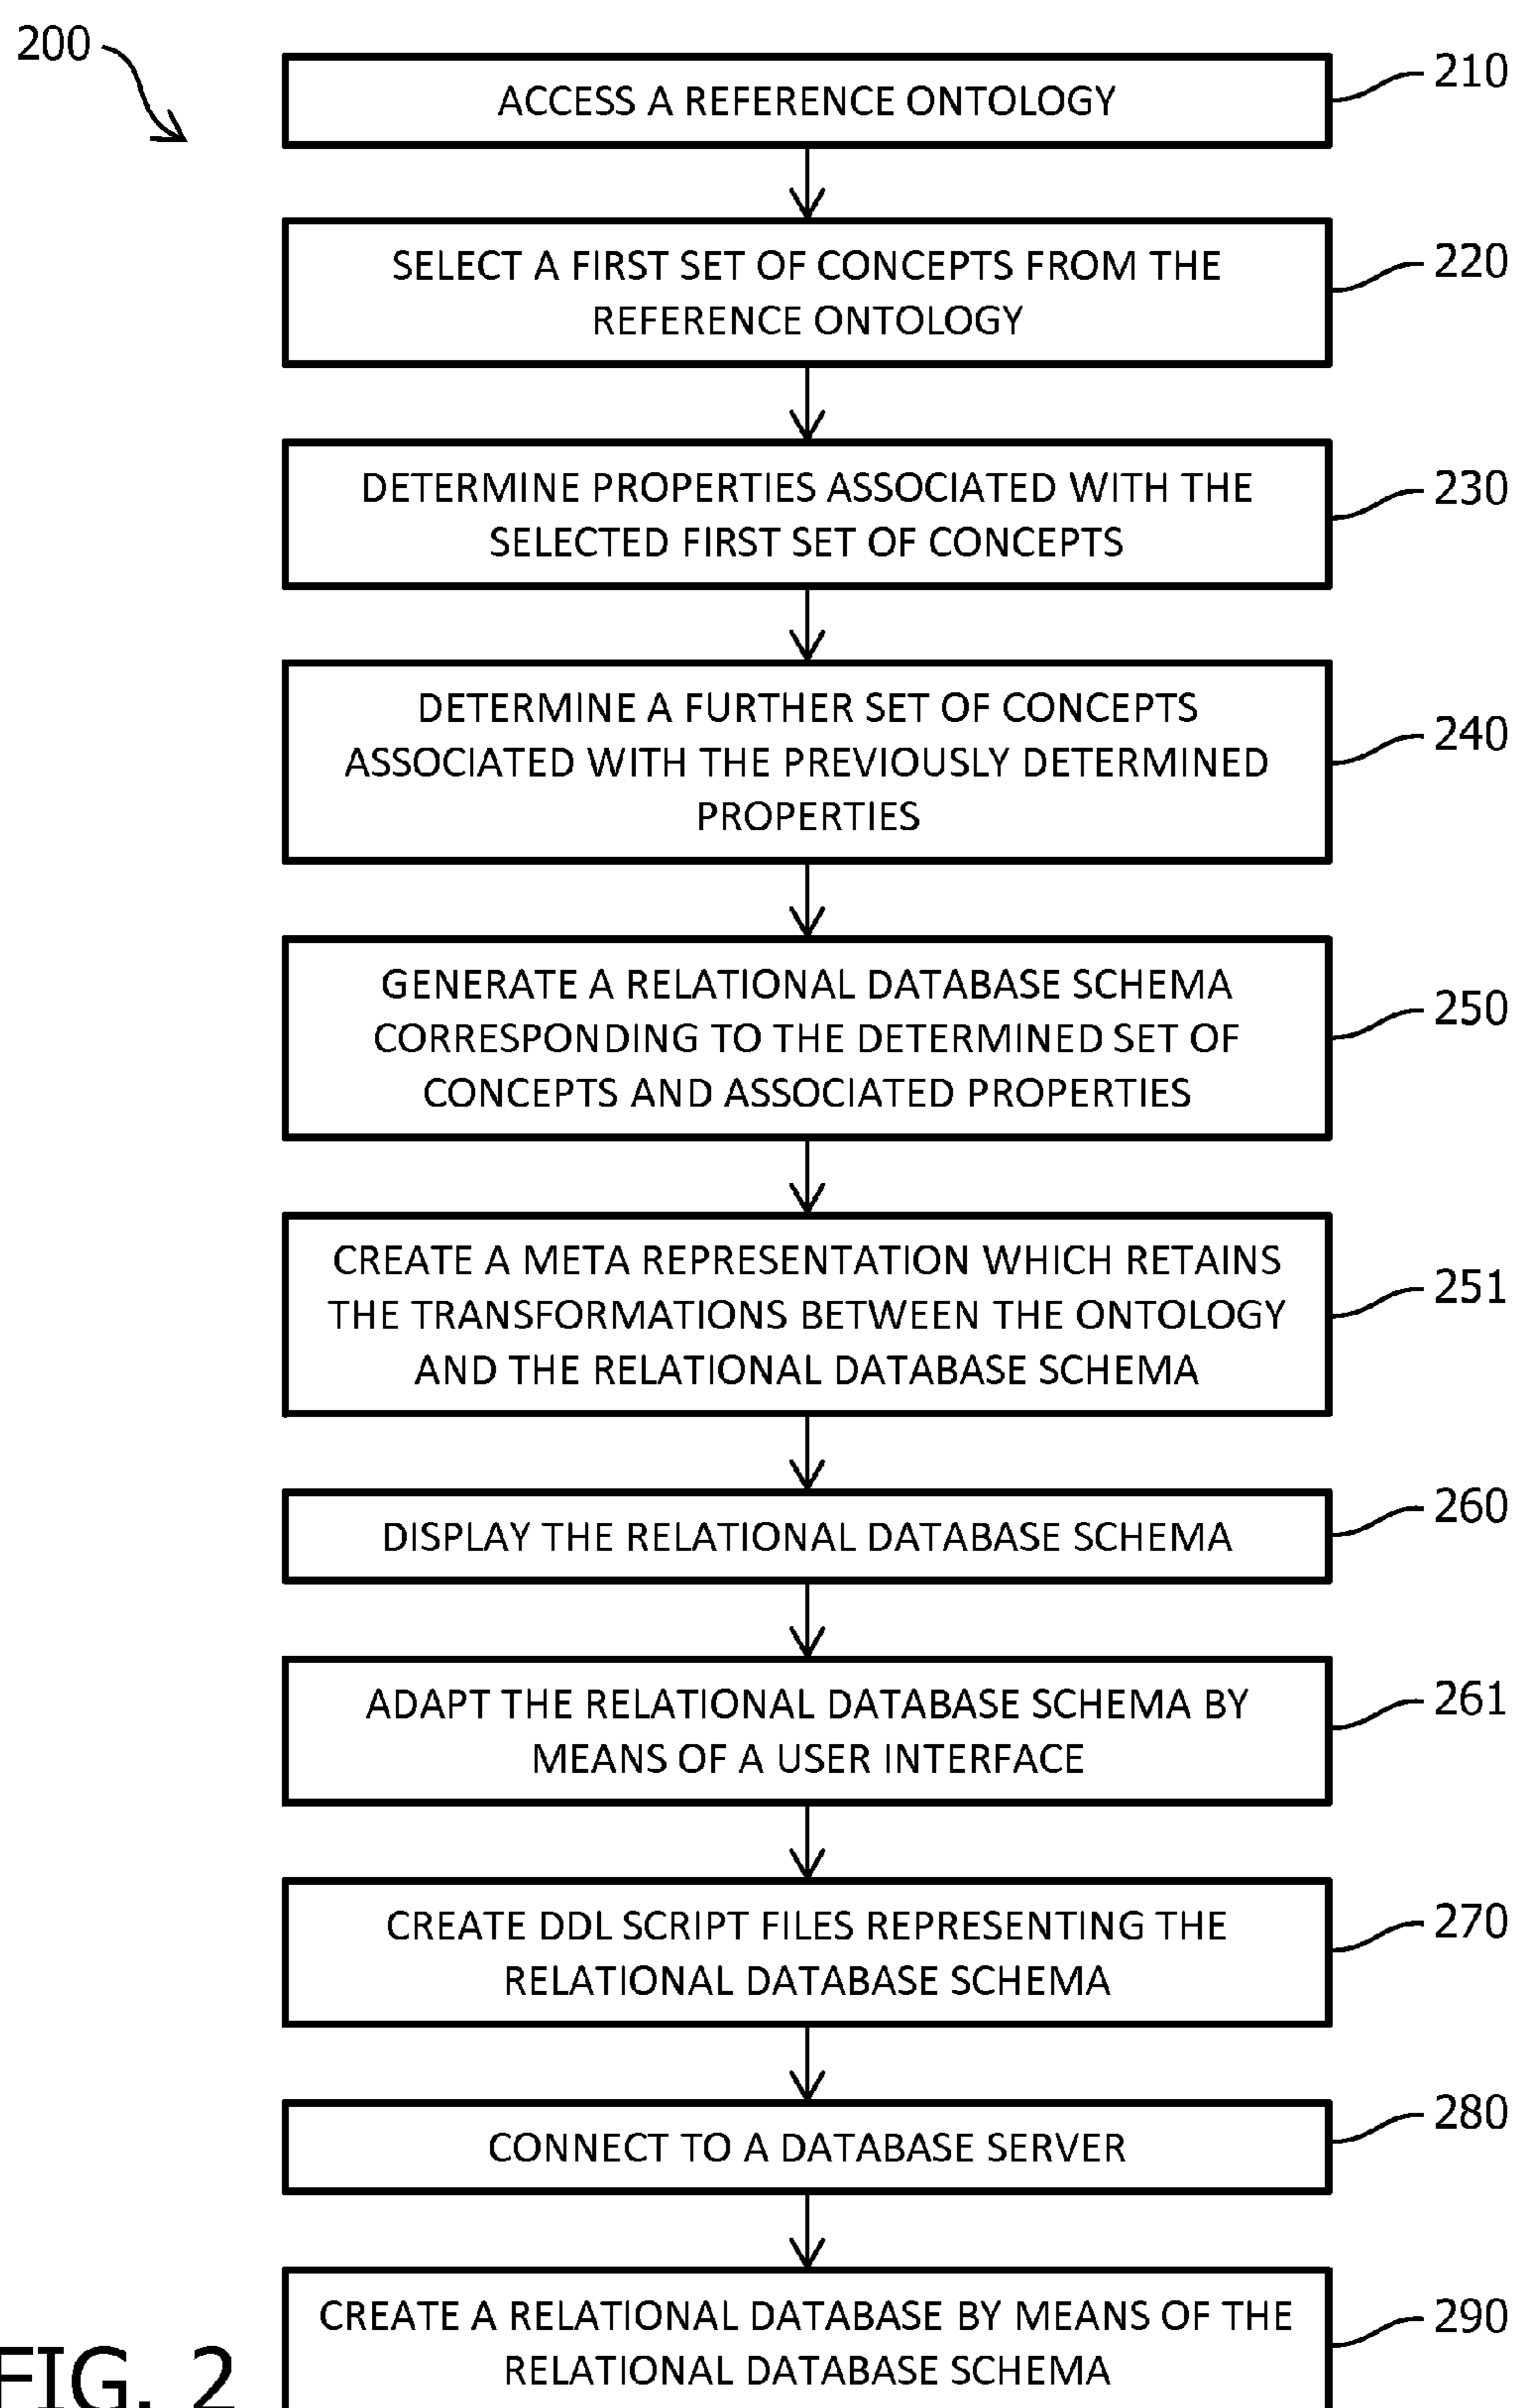 200
ACCESS A REFERENCE ONTOLOGY
210
SELECT A FIRST SET OF CONCEPTS FROM THE
REFERENCE ONTOLOGY
220
DETERMINE PROPERTIES ASSOCIATED WITH THE
SELECTED FIRST SET OF CONCEPTS
230
DETERMINE A FURTHER SET OF CONCEPTS
ASSOCIATED WITH THE PREVIOUSLY DETERMINED
PROPERTIES
240
GENERATE A RELATIONAL DATABASE SCHEMA
CORRESPONDING TO THE DETERMINED SET OF
CONCEPTS AND ASSOCIATED PROPERTIES
250
CREATE A META REPRESENTATION WHICH RETAINS
THE TRANSFORMATIONS BETWEEN THE ONTOLOGY
AND THE RELATIONAL DATABASE SCHEMA
251
DISPLAY THE RELATIONAL DATABASE SCHEMA
260
ADAPT THE RELATIONAL DATABASE SCHEMA BY
MEANS OF A USER INTERFACE
261
CREATE DDL SCRIPT FILES REPRESENTING THE
RELATIONAL DATABASE SCHEMA
270
CONNECT TO A DATABASE SERVER
280
CREATE A RELATIONAL DATABASE BY MEANS OF THE
RELATIONAL DATABASE SCHEMA
290
FIG. 2